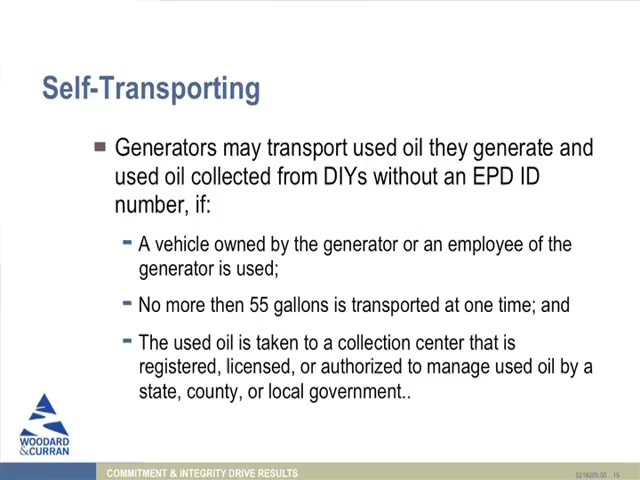 Self-Transporting
Generators may transport used oil they generate and
used oil collected from DIYs without an EPD ID
number, if:
- A vehicle owned by the generator or an employee of the
generator is used;
- No more then 55 gallons is transported at one time; and
- The used oil is taken to a collection center that is
registered, licensed, or authorized to manage used oil by a
state, county, or local government..
WOODARD
&CURRAN
COMMITMENT & INTEGRITY DRIVE RESULTS
0218205.00 : 15